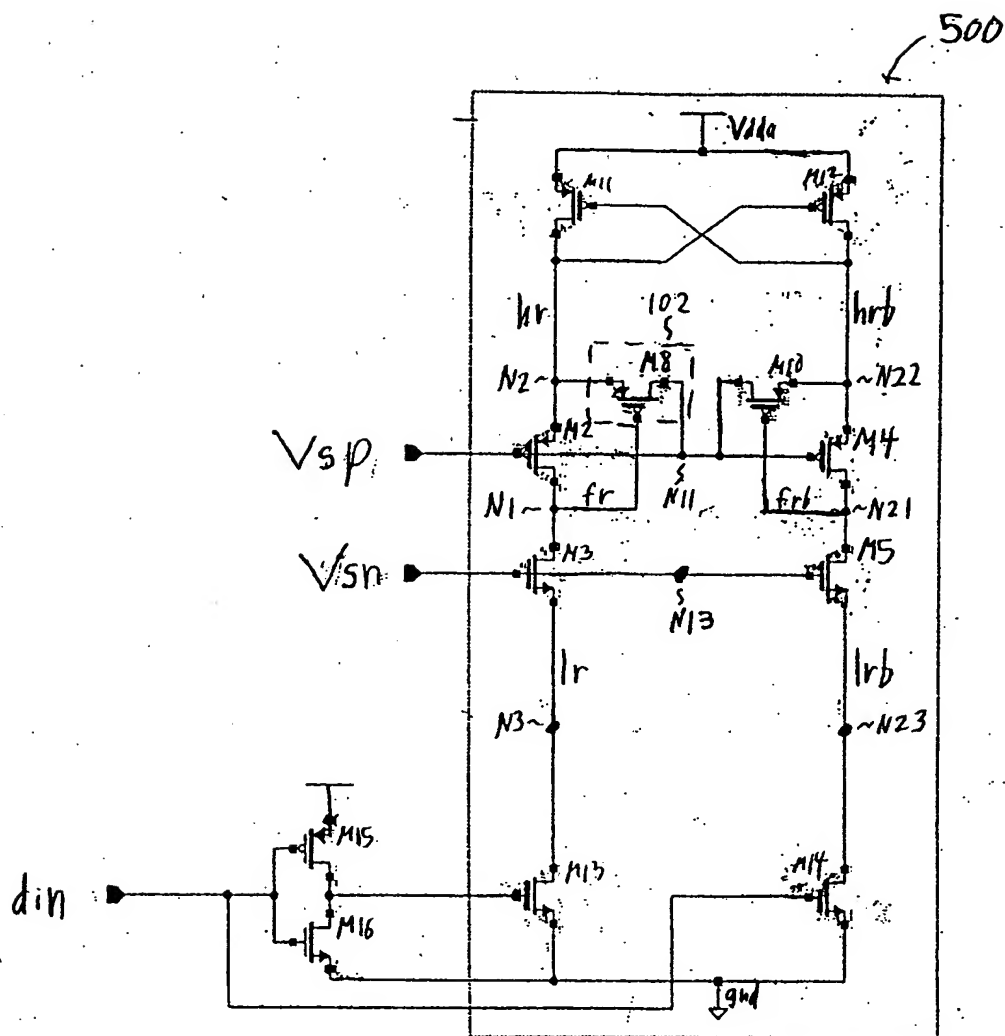 500
Vdda
M11
M12
hr
102
hrb
N2
M8
M10
N22
Vsp
M2
M4
N1
fr
N11
frb
N21
Vsn
M3
M5
N13
lr
lrb
N3
N23
M15
M13
M14
din
M16
gnd